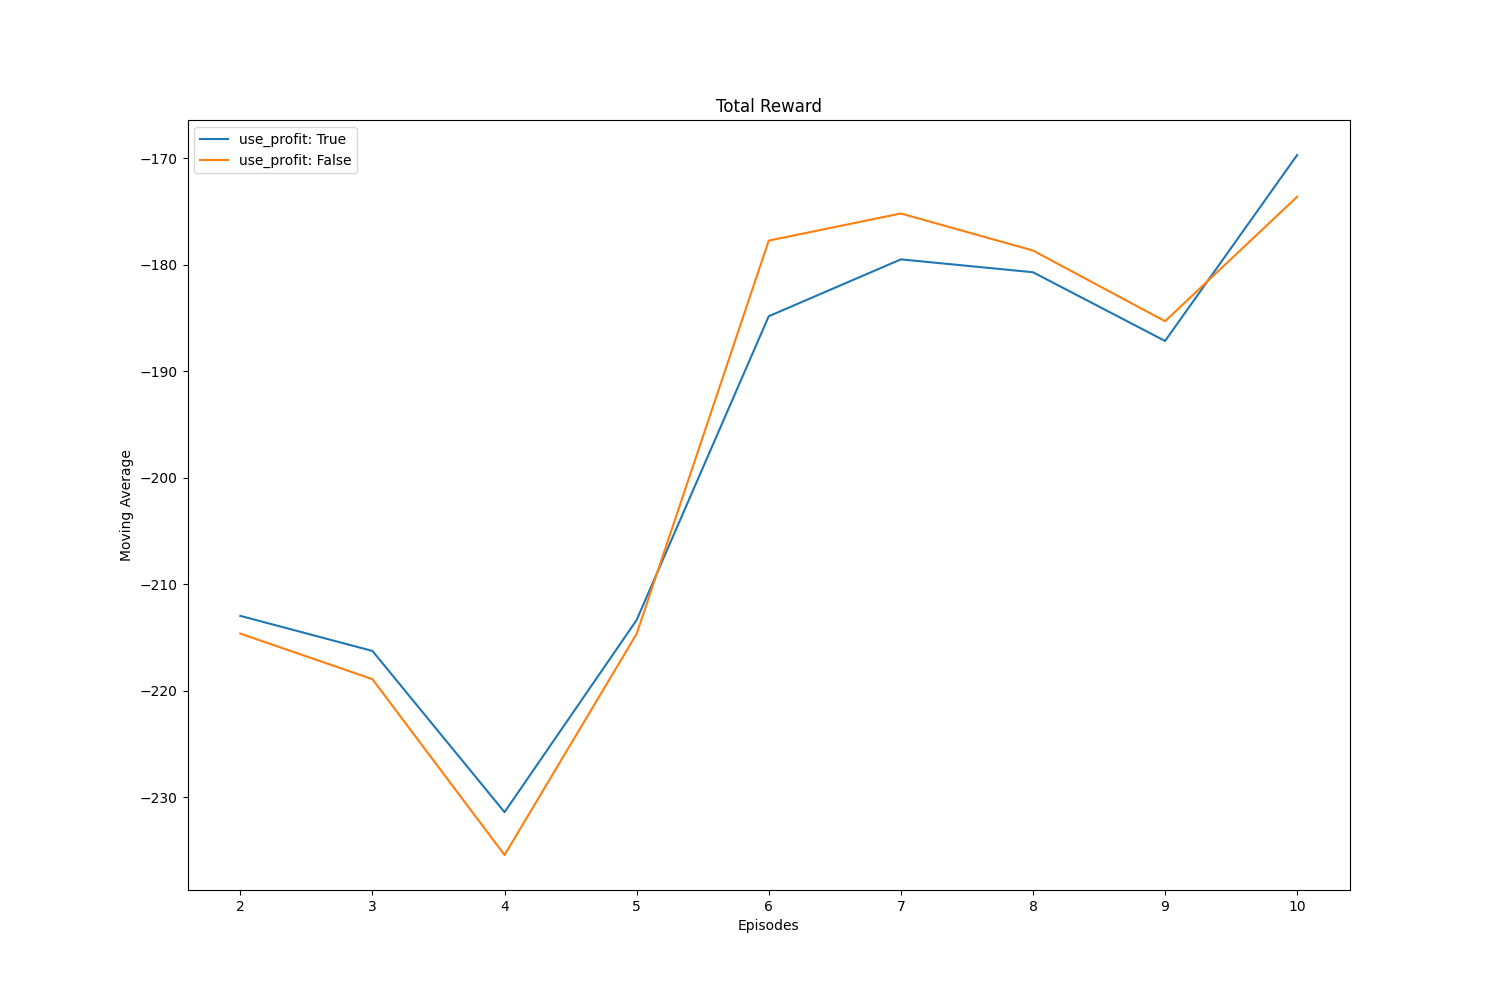 Total Reward
use_profit: True
use_profit: False
−170
−180
−190
−200
−210
−220
−230
Moving Average
2 3 4 5 6 7 8 9 10
Episodes